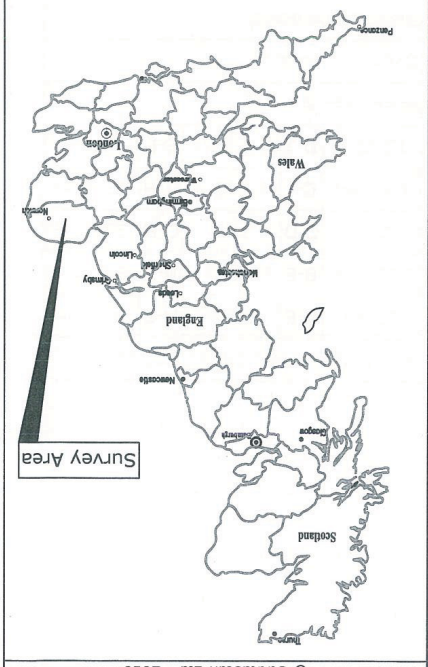 Thurso
Scotland
Survey Area
Glasgow
Edinburgh
Newcastle
England
Leeds
Grimsby
Manchester
Sheffield
Lincoln
Norwich
Birmingham
Worcester
Wales
London
Penzance